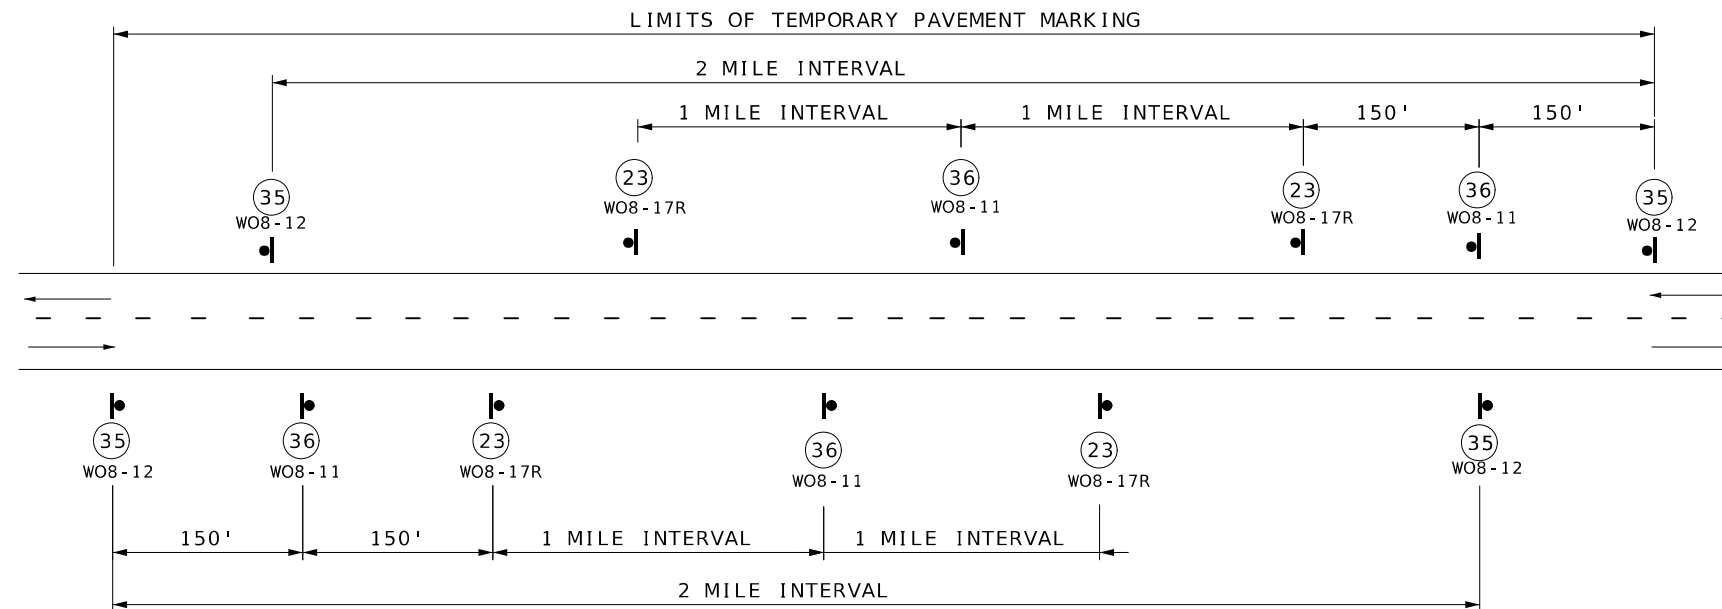 LIMITS OF TEMPORARY PAVEMENT MARKING
2 MILE INTERVAL
1 MILE INTERVAL 1 MILE INTERVAL 150' 150'
35 23 36 23 36 35
WO8-12 WO8-17R WO8-11 WO8-17R WO8-11 WO8-12
35 36 23 36 23 35
WO8-12 WO8-11 WO8-17R WO8-11 WO8-17R WO8-12
150' 150' 1 MILE INTERVAL 1 MILE INTERVAL
2 MILE INTERVAL